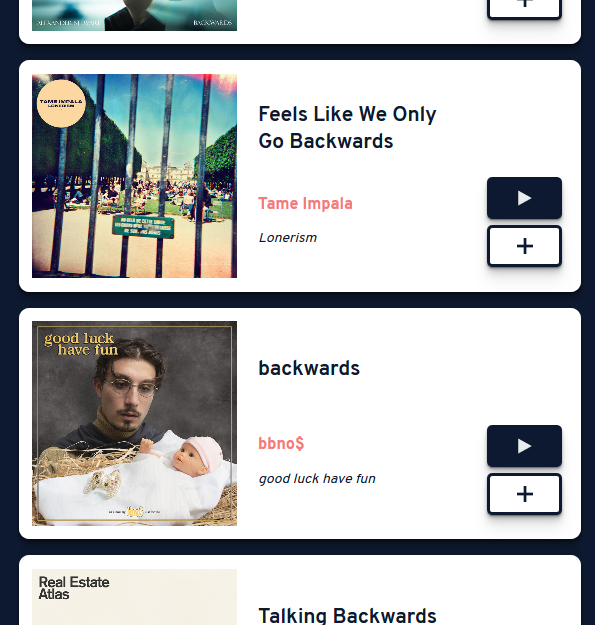 ALEXANDER STEWART
BACKWARDS
TAME IMPALA
LONERISM
Feels Like We Only
Go Backwards
Tame Impala
Lonerism
good luck
have fun
backwards
bbno$
good luck have fun
Real Estate
Atlas
Talking Backwards